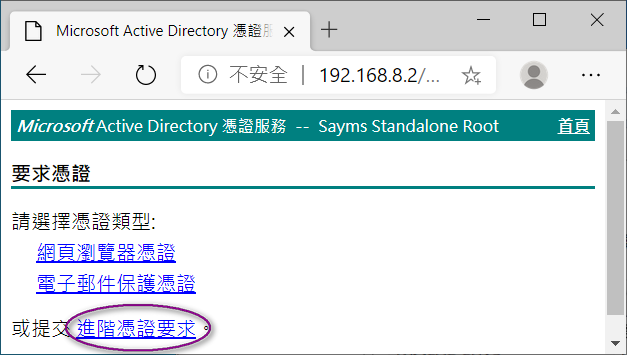 Microsoft Active Directory 憑證服
不安全 | 192.168.8.2/...
Microsoft Active Directory 憑證服務 -- Sayms Standalone Root 首頁
要求憑證
請選擇憑證類型:
網頁瀏覽器憑證
電子郵件保護憑證
或提交 進階憑證要求。